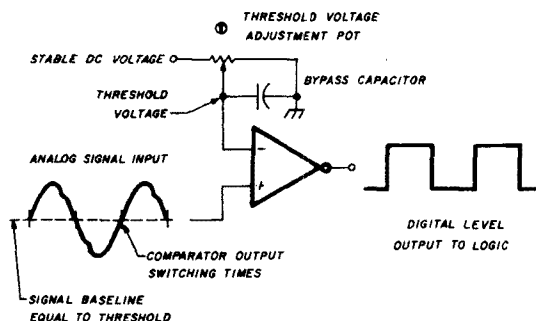 ① THRESHOLD VOLTAGE
ADJUSTMENT POT
STABLE DC VOLTAGE
BYPASS CAPACITOR
THRESHOLD
VOLTAGE
ANALOG SIGNAL INPUT
−
+
COMPARATOR OUTPUT
SWITCHING TIMES
DIGITAL LEVEL
OUTPUT TO LOGIC
SIGNAL BASELINE
EQUAL TO THRESHOLD